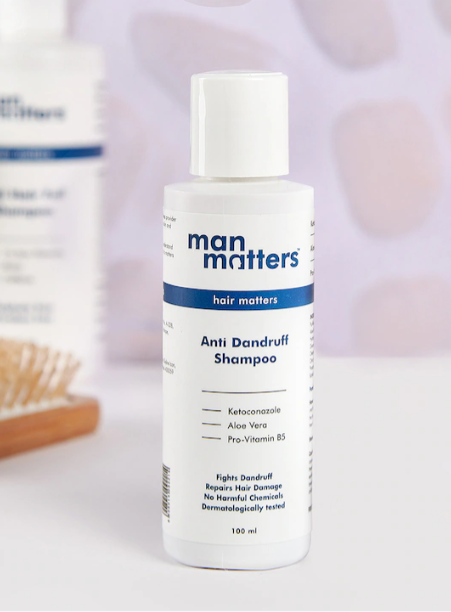 man
matters™
hair matters
Anti Dandruff
Shampoo
Ketoconazole
Aloe Vera
Pro-Vitamin B5
Fights Dandruff
Repairs Hair Damage
No Harmful Chemicals
Dermatologically tested
100 ml